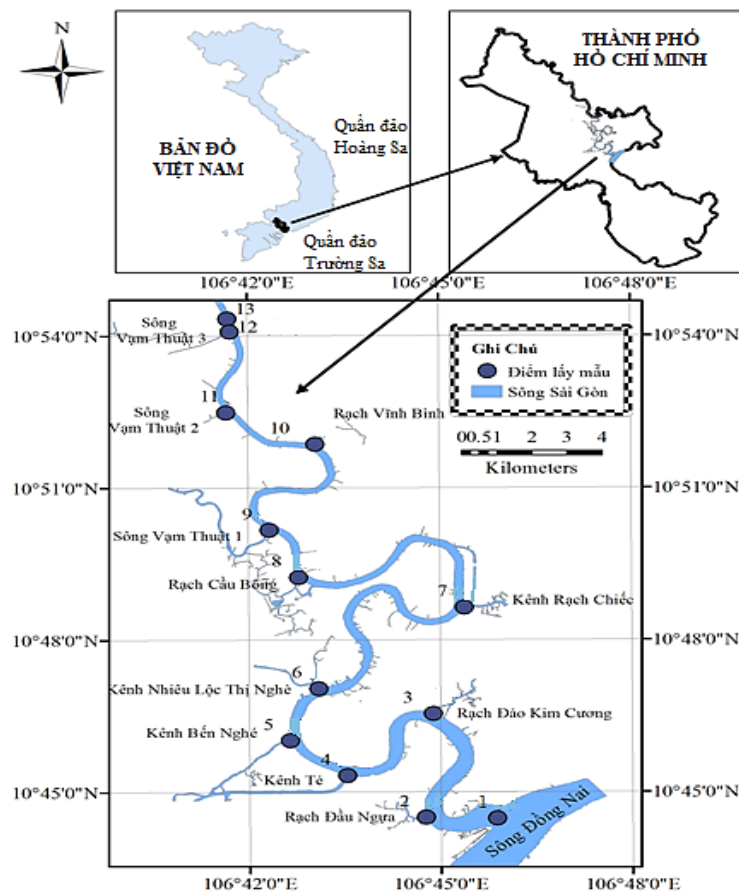 N
BẢN ĐỒ
VIỆT NAM
Quần đảo
Hoàng Sa
Quần đảo
Trường Sa
THÀNH PHỐ
HỒ CHÍ MINH
106°42'0"E
106°45'0"E
106°48'0"E
10°54'0"N
10°54'0"N
13
12
Sông
Vạm Thuật 3
Ghi Chú
Điểm lấy mẫu
Sông Sài Gòn
11
Sông
Vạm Thuật 2
10
Rạch Vĩnh Bình
00.51 2 3 4
Kilometers
10°51'0"N
10°51'0"N
9
Sông Vạm Thuật 1
8
Rạch Cầu Bông
7
Kênh Rạch Chiếc
10°48'0"N
10°48'0"N
6
Kênh Nhiêu Lộc Thị Nghè
3
Rạch Đào Kim Cương
5
Kênh Bến Nghé
4
Kênh Tẻ
10°45'0"N
10°45'0"N
2
1
Rạch Đầu Ngựa
Sông Đồng Nai
106°42'0"E
106°45'0"E
106°48'0"E